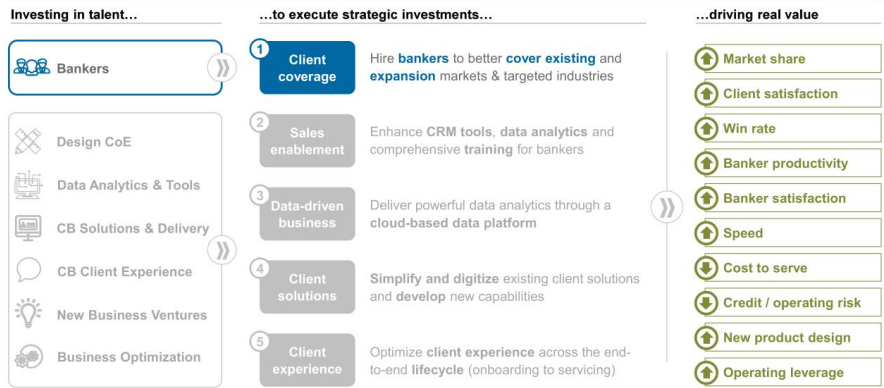 Investing in talent…
…to execute strategic investments…
…driving real value
Bankers
Design CoE
Data Analytics & Tools
CB Solutions & Delivery
CB Client Experience
New Business Ventures
Business Optimization
1
Client
coverage
Hire bankers to better cover existing and
expansion markets & targeted industries
2
Sales
enablement
Enhance CRM tools, data analytics and
comprehensive training for bankers
3
Data-driven
business
Deliver powerful data analytics through a
cloud-based data platform
4
Client
solutions
Simplify and digitize existing client solutions
and develop new capabilities
5
Client
experience
Optimize client experience across the end-
to-end lifecycle (onboarding to servicing)
Market share
Client satisfaction
Win rate
Banker productivity
Banker satisfaction
Speed
Cost to serve
Credit / operating risk
New product design
Operating leverage